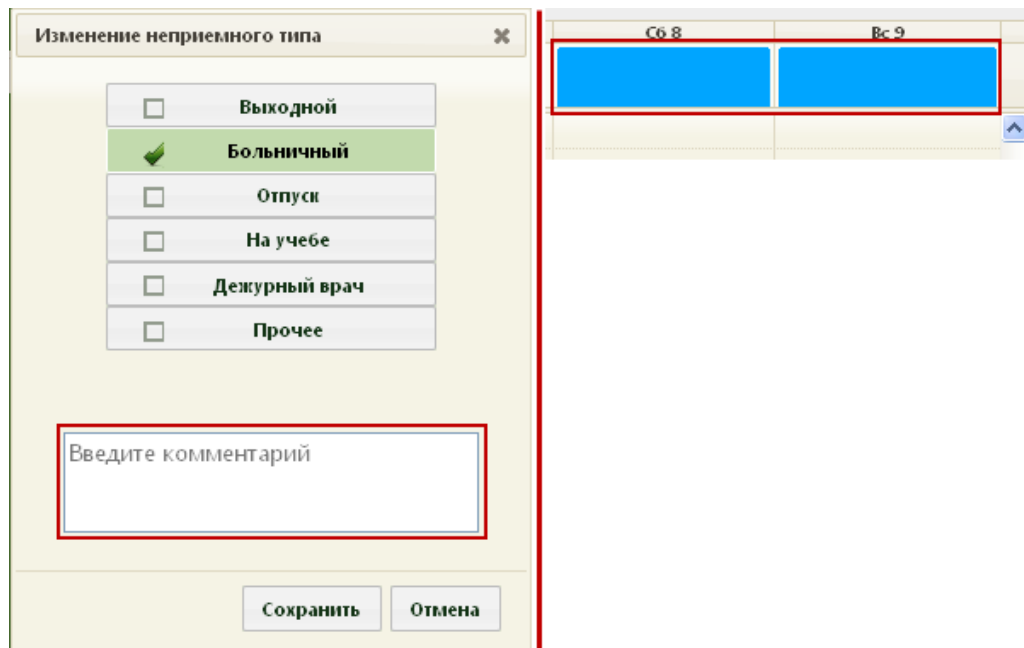 Изменение неприемного типа
Выходной
Больничный
Отпуск
На учебе
Дежурный врач
Прочее
Введите комментарий
Сохранить
Отмена
Сб 8
Вс 9